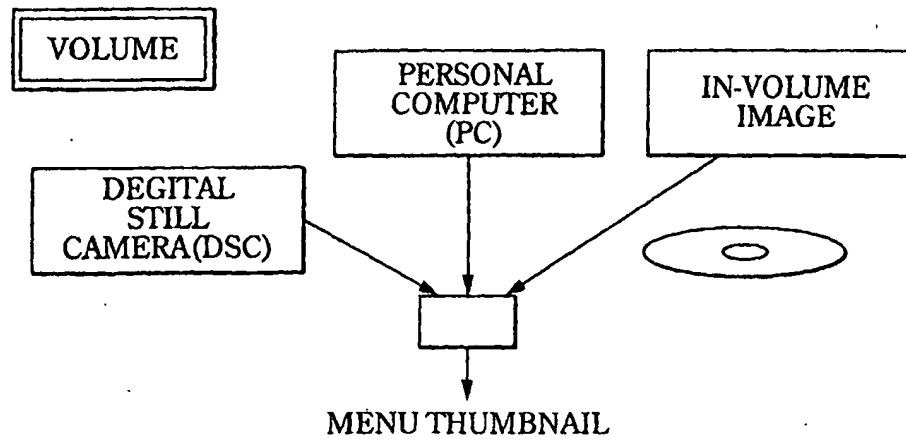 VOLUME
PERSONAL
COMPUTER
(PC)
IN-VOLUME
IMAGE
DEGITAL
STILL
CAMERA(DSC)
MENU THUMBNAIL